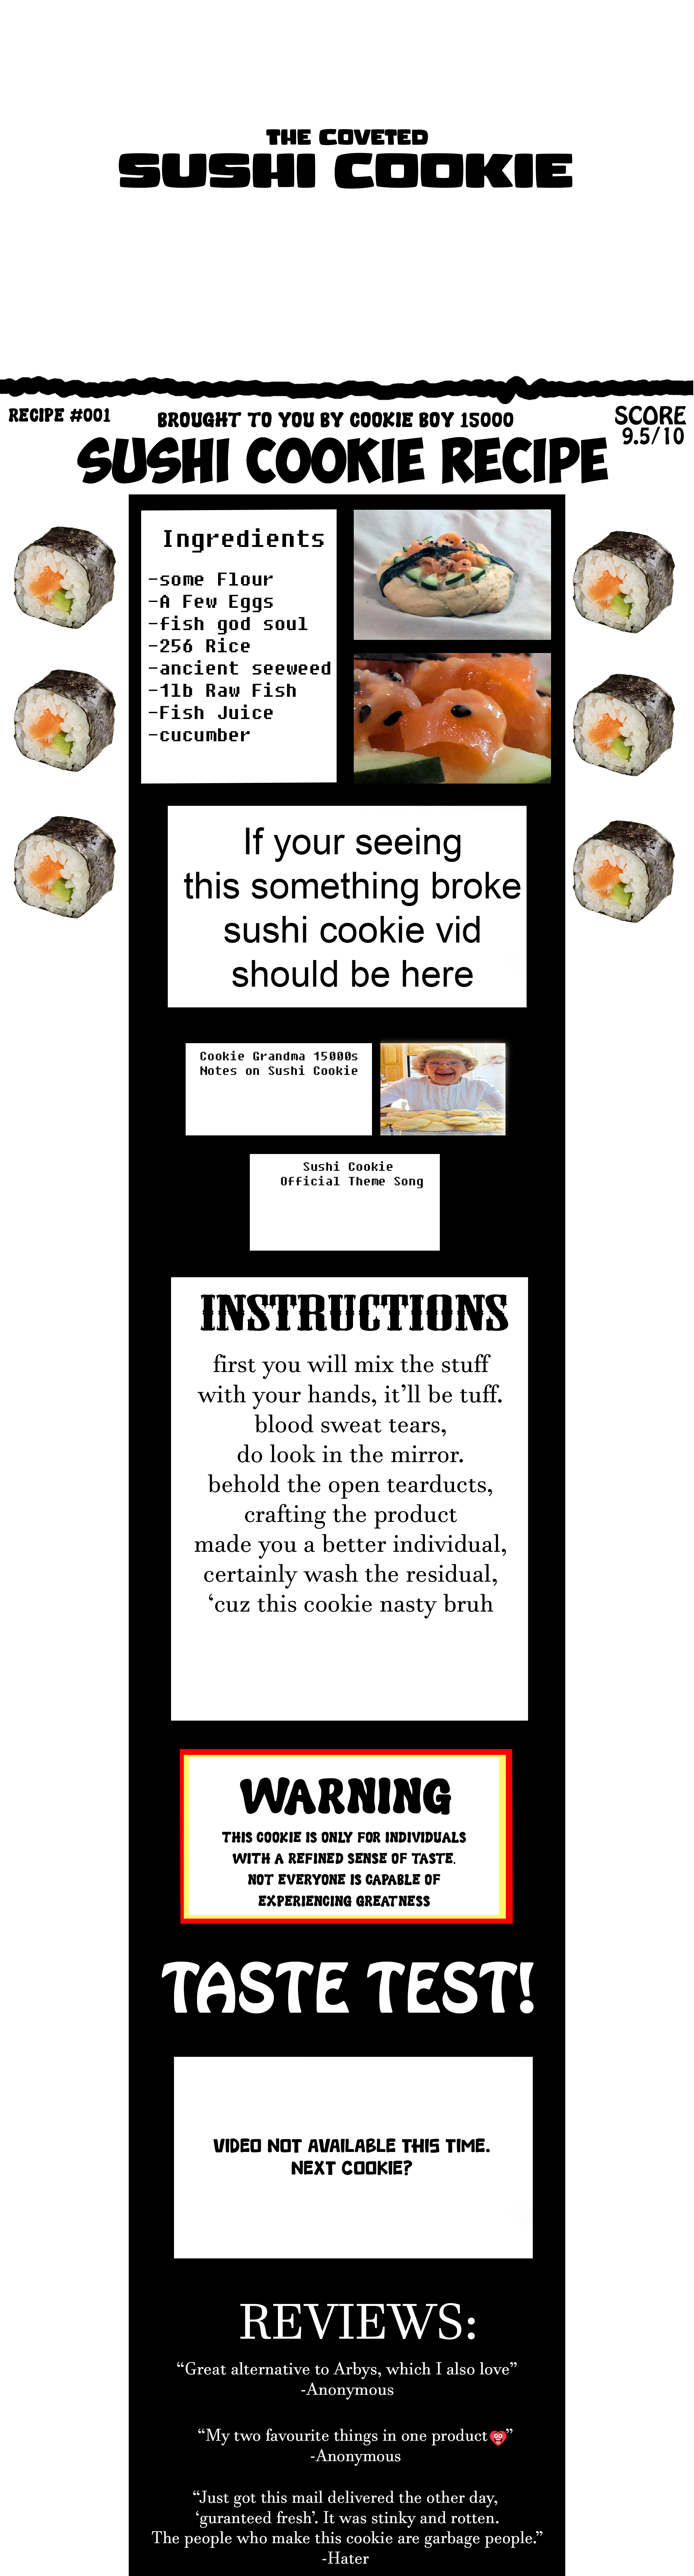 THE COVETED
SUSHI COOKIE
RECIPE #001
BROUGHT TO YOU BY COOKIE BOY 15000
SCORE
9.5/10
SUSHI COOKIE RECIPE
Ingredients
-some Flour
-A Few Eggs
-fish god soul
-256 Rice
-ancient seeweed
-1lb Raw Fish
-Fish Juice
-cucumber
If your seeing
this something broke
sushi cookie vid
should be here
Cookie Grandma 15000s
Notes on Sushi Cookie
Sushi Cookie
Official Theme Song
INSTRUCTIONS
first you will mix the stuff
with your hands, it’ll be tuff.
blood sweat tears,
do look in the mirror.
behold the open tearducts,
crafting the product
made you a better individual,
certainly wash the residual,
‘cuz this cookie nasty bruh
WARNING
THIS COOKIE IS ONLY FOR INDIVIDUALS
WITH A REFINED SENSE OF TASTE.
NOT EVERYONE IS CAPABLE OF
EXPERIENCING GREATNESS
TASTE TEST!
VIDEO NOT AVAILABLE THIS TIME.
NEXT COOKIE?
REVIEWS:
“Great alternative to Arbys, which I also love”
-Anonymous
“My two favourite things in one product”
-Anonymous
“Just got this mail delivered the other day,
‘guranteed fresh’. It was stinky and rotten.
The people who make this cookie are garbage people.”
-Hater